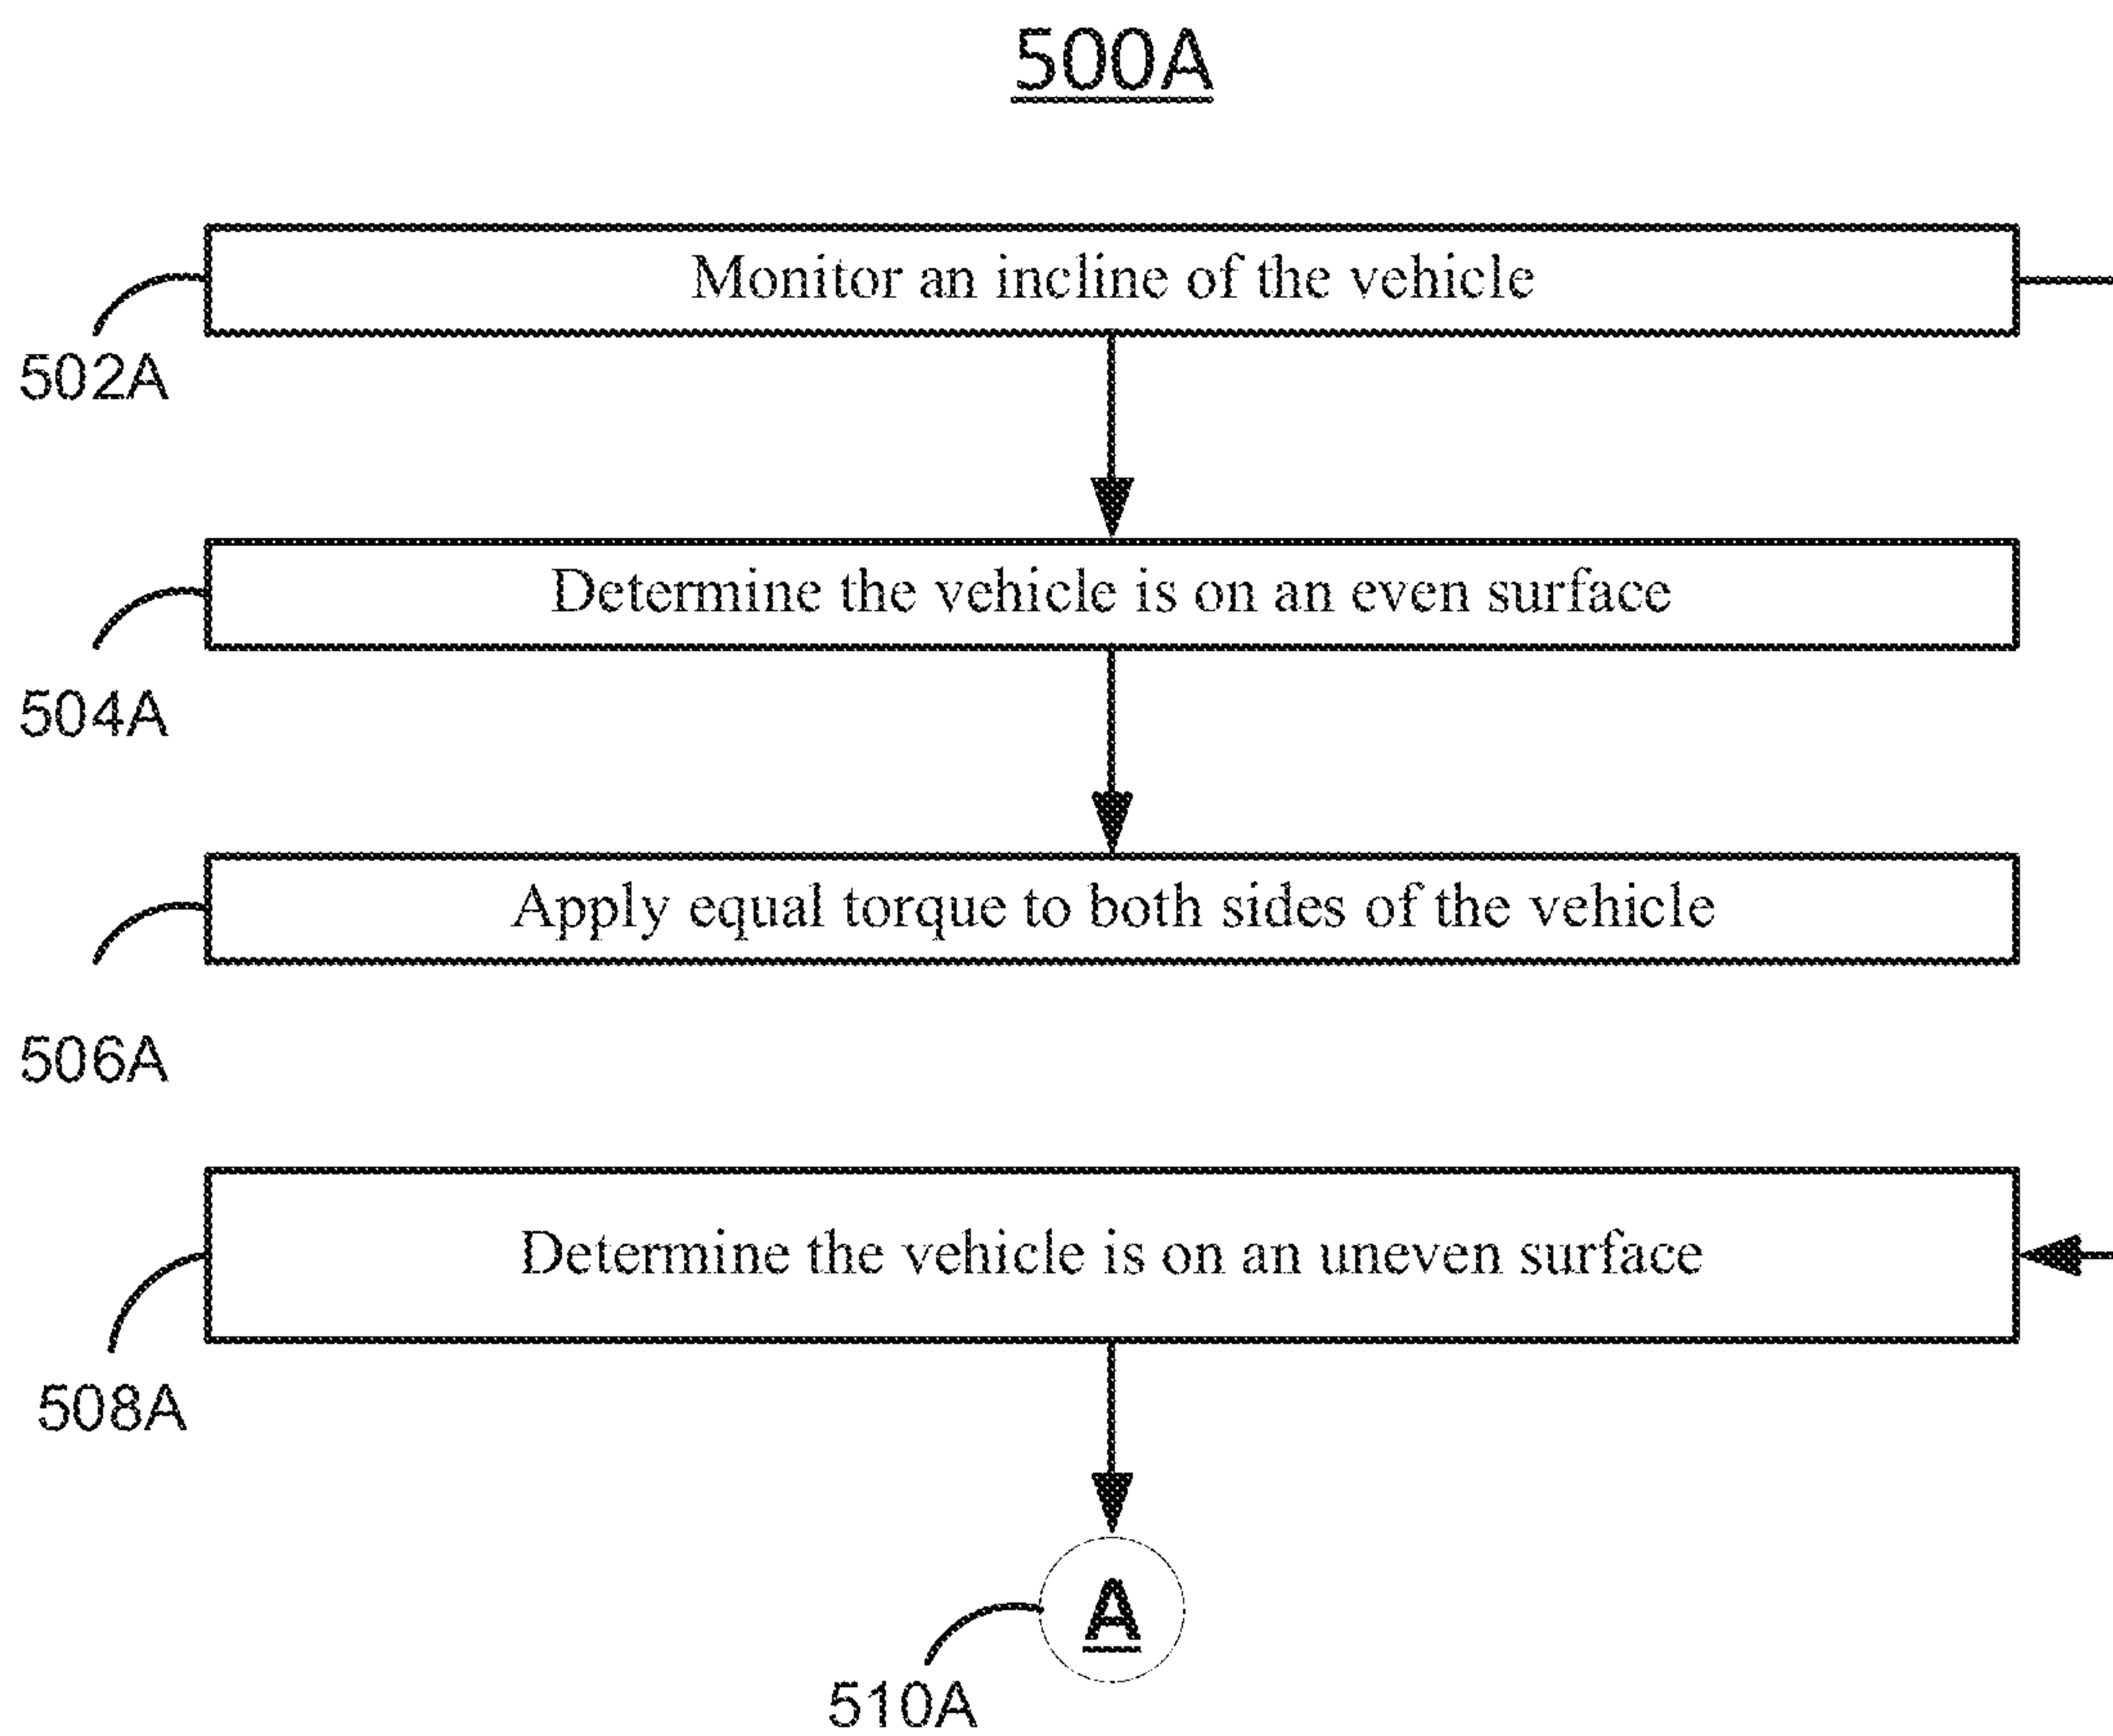 500A
Monitor an incline of the vehicle
502A
Determine the vehicle is on an even surface
504A
Apply equal torque to both sides of the vehicle
506A
Determine the vehicle is on an uneven surface
508A
A
510A